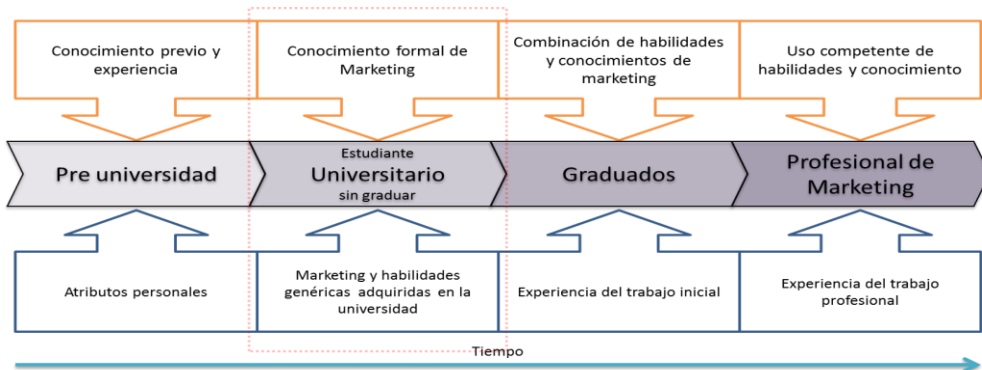 Conocimiento previo y
experiencia
Conocimiento formal de
Marketing
Combinación de habilidades
y conocimientos de
marketing
Uso competente de
habilidades y conocimiento
Pre universidad
Estudiante
Universitario
sin graduar
Graduados
Profesional de
Marketing
Atributos personales
Marketing y habilidades
genéricas adquiridas en la
universidad
Experiencia del trabajo inicial
Experiencia del trabajo
profesional
Tiempo